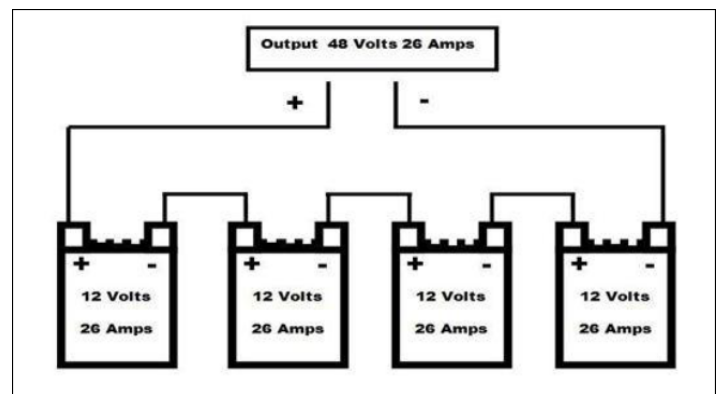 Output 48 Volts 26 Amps
+ -
+ - + - + - + -
12 Volts 12 Volts 12 Volts 12 Volts
26 Amps 26 Amps 26 Amps 26 Amps